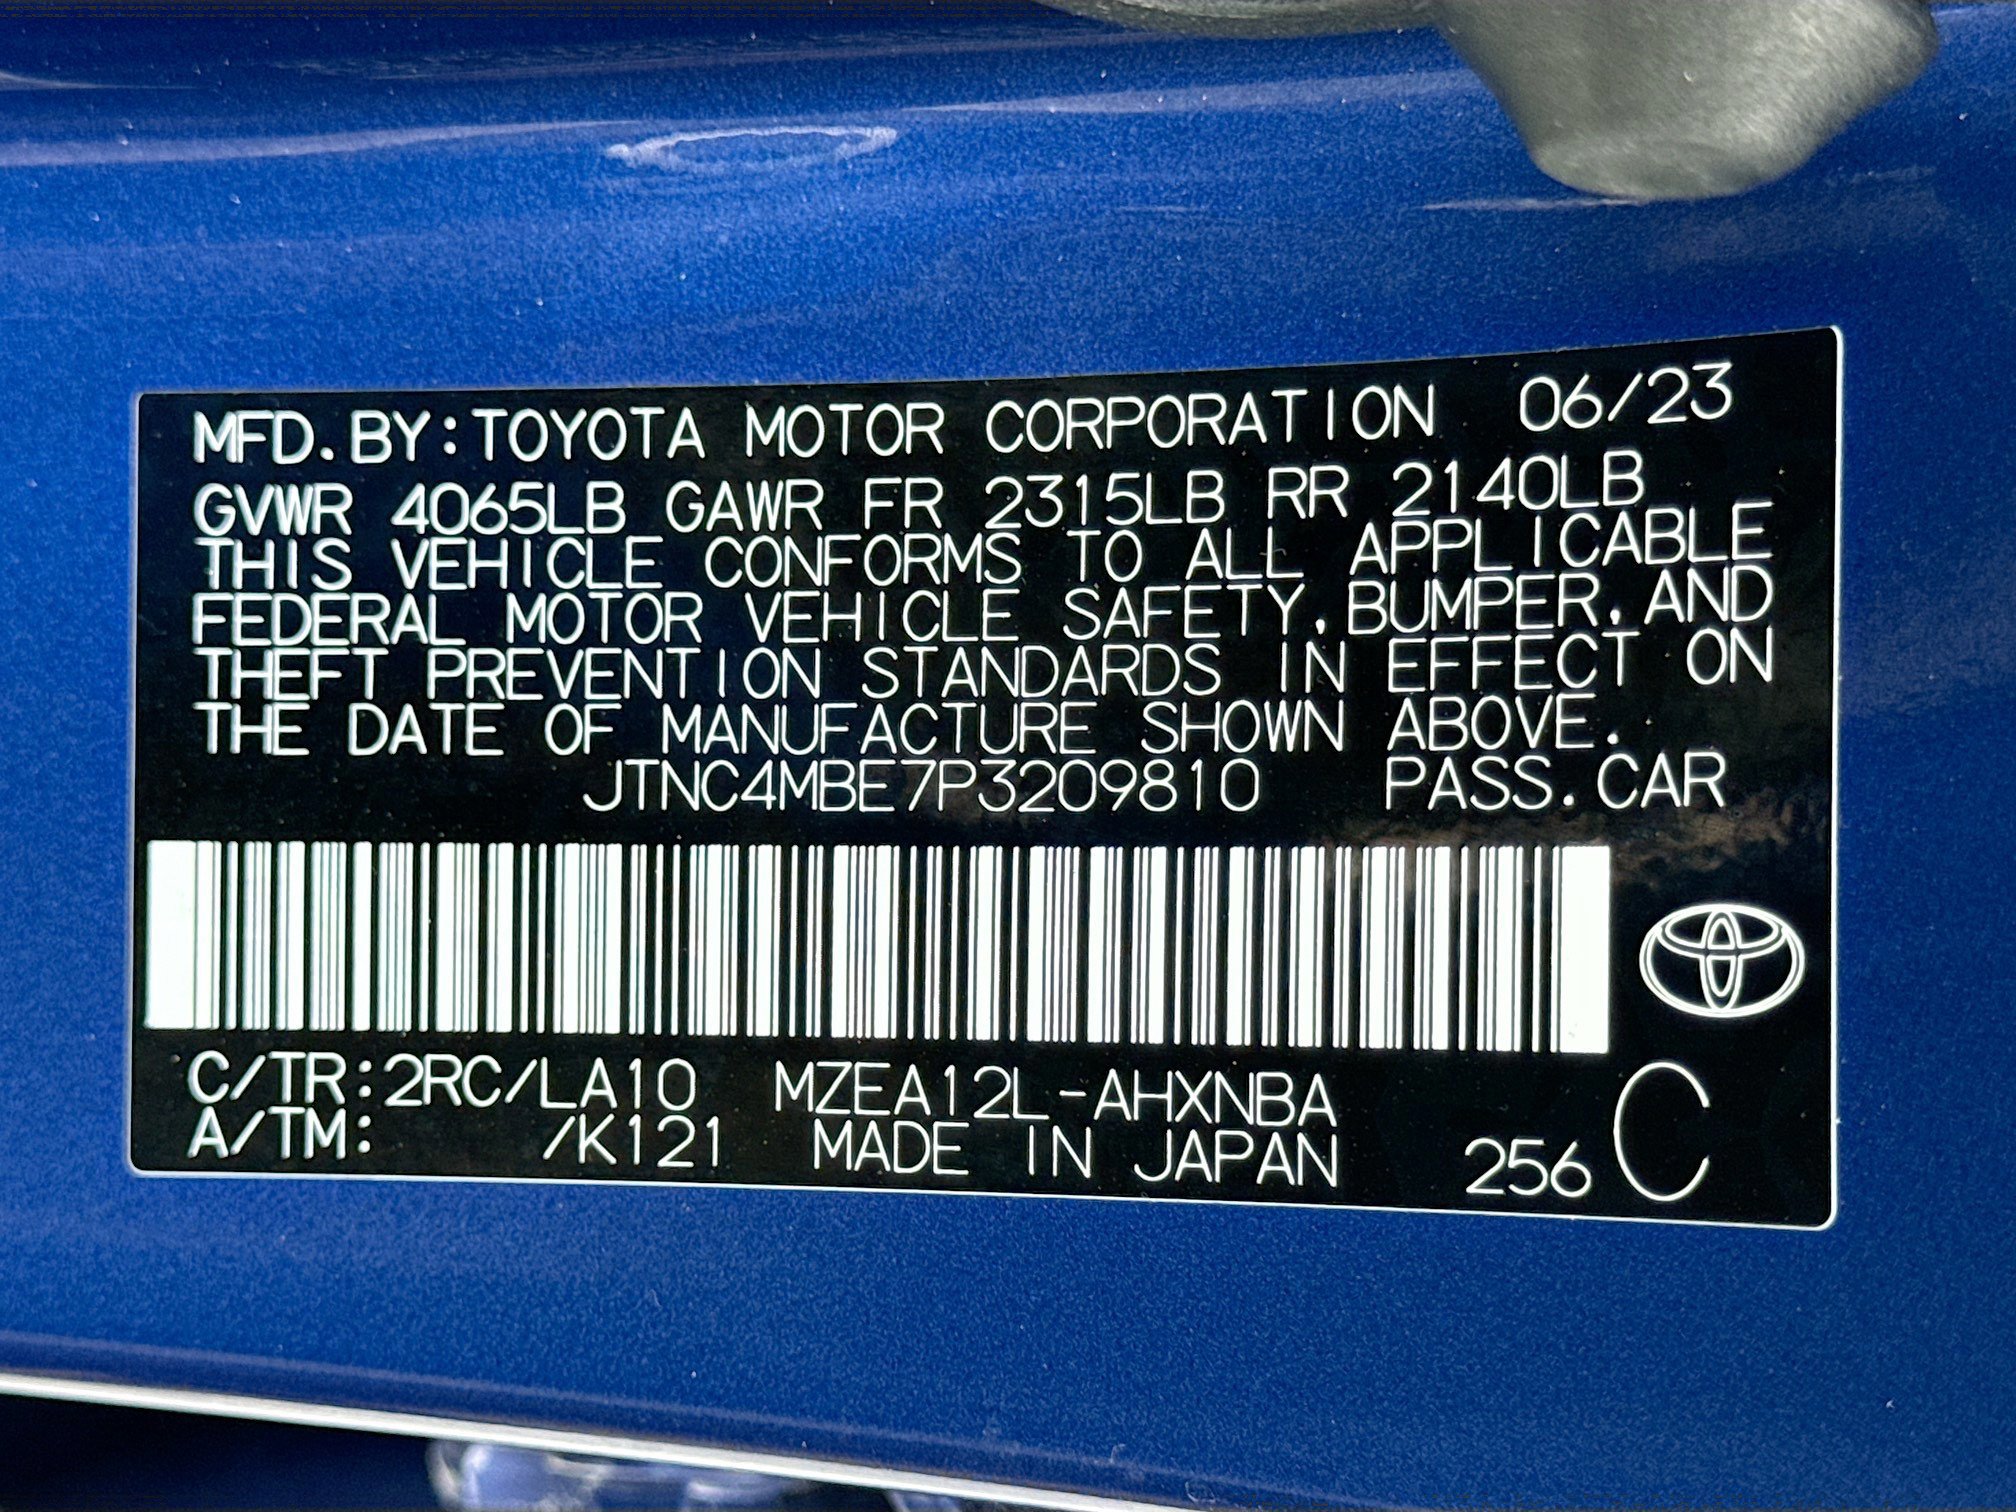 MFD.BY:TOYOTA MOTOR CORPORATION 06/23
GVWR 4065LB GAWR FR 2315LB RR 2140LB
THIS VEHICLE CONFORMS TO ALL APPLICABLE
FEDERAL MOTOR VEHICLE SAFETY,BUMPER,AND
THEFT PREVENTION STANDARDS IN EFFECT ON
THE DATE OF MANUFACTURE SHOWN ABOVE.
JTNC4MBE7P3209810 PASS.CAR
C/TR:2RC/LA10 MZEA12L-AHXNBA
A/TM: /K121 MADE IN JAPAN 256 C